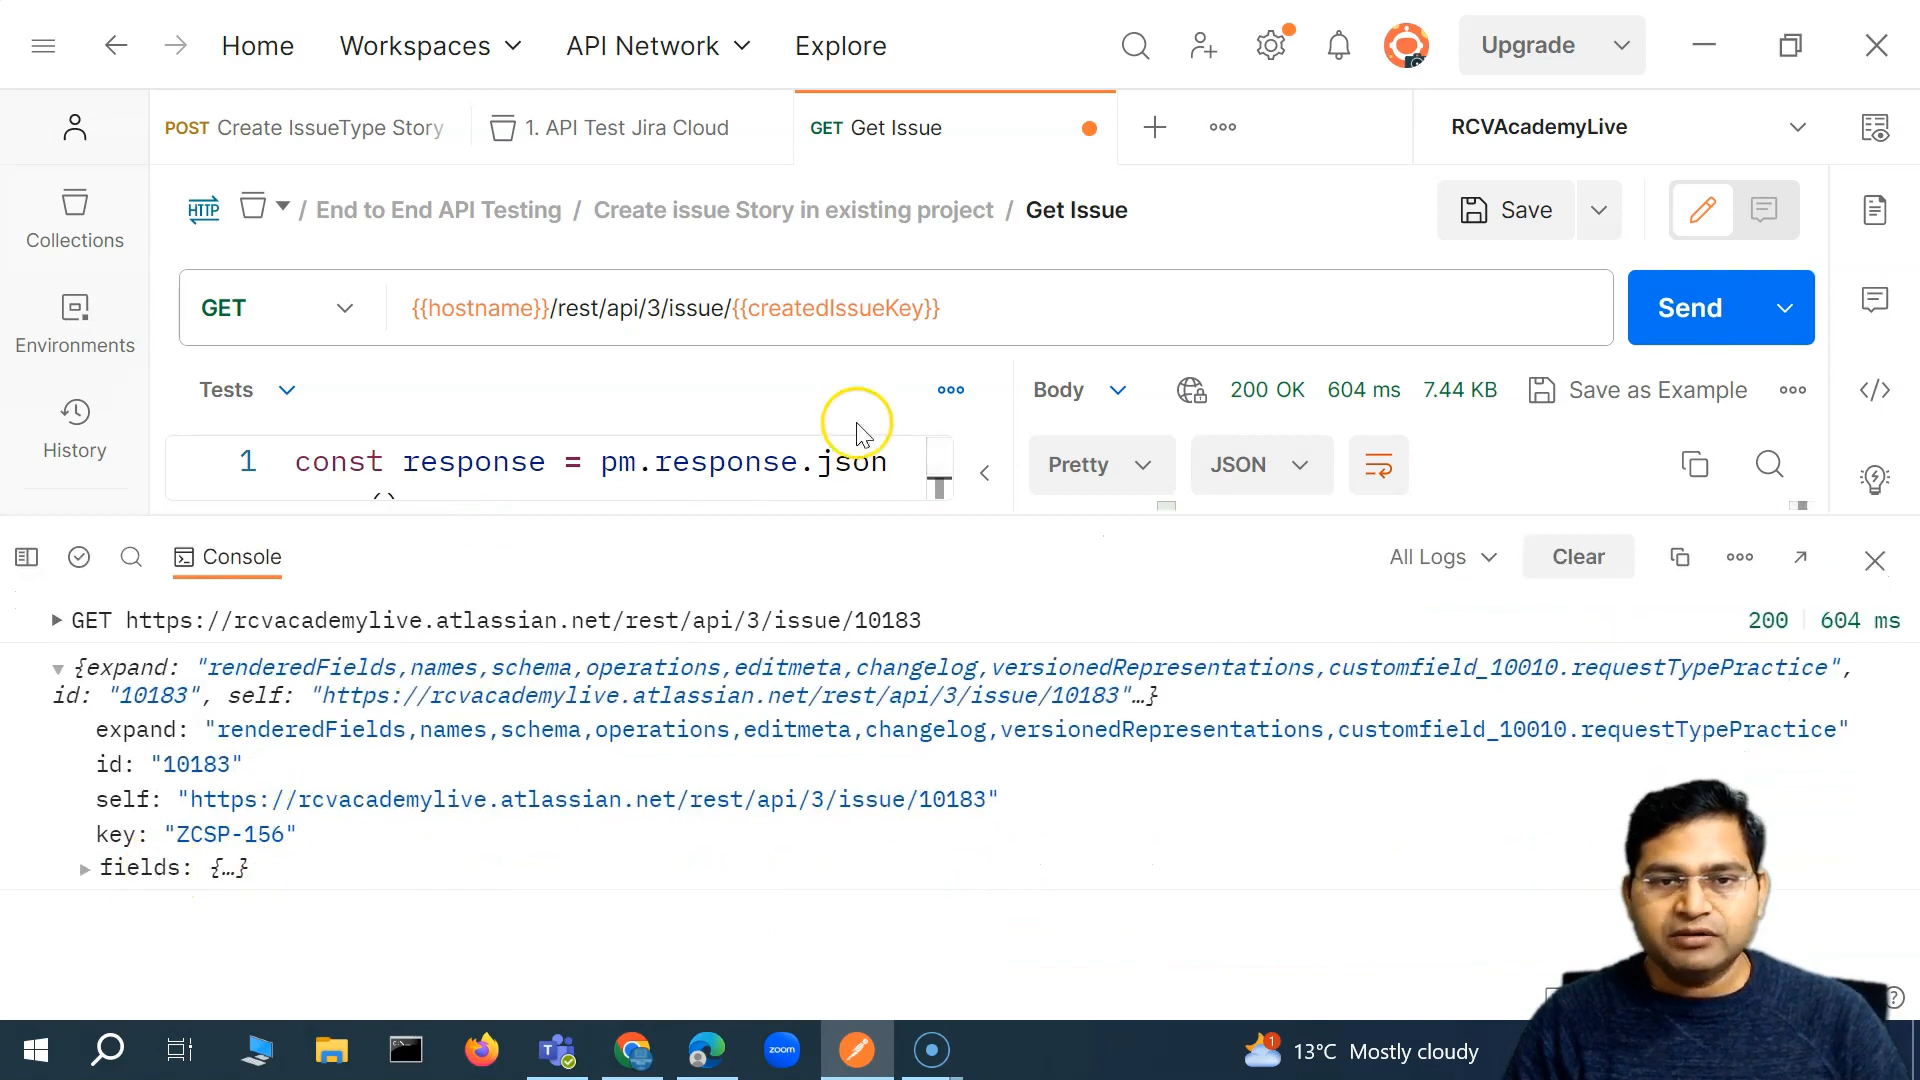 Home Workspaces API Network Explore Upgrade
POST Create IssueType Story 1. API Test Jira Cloud GET Get Issue RCVAcademyLive
HTTP / End to End API Testing / Create issue Story in existing project / Get Issue Save
Collections
GET {{hostname}}/rest/api/3/issue/{{createdIssueKey}} Send
Environments
Tests Body 200 OK 604 ms 7.44 KB Save as Example
History
1 const response = pm.response.json
()
Pretty JSON
Console All Logs Clear
GET https://rcvacademylive.atlassian.net/rest/api/3/issue/10183 200 604 ms
{expand: "renderedFields,names,schema,operations,editmeta,changelog,versionedRepresentations,customfield_10010.requestTypePractice",
id: "10183", self: "https://rcvacademylive.atlassian.net/rest/api/3/issue/10183"…}
expand: "renderedFields,names,schema,operations,editmeta,changelog,versionedRepresentations,customfield_10010.requestTypePractice"
id: "10183"
self: "https://rcvacademylive.atlassian.net/rest/api/3/issue/10183"
key: "ZCSP-156"
fields: {…}
zoom 1 13°C Mostly cloudy